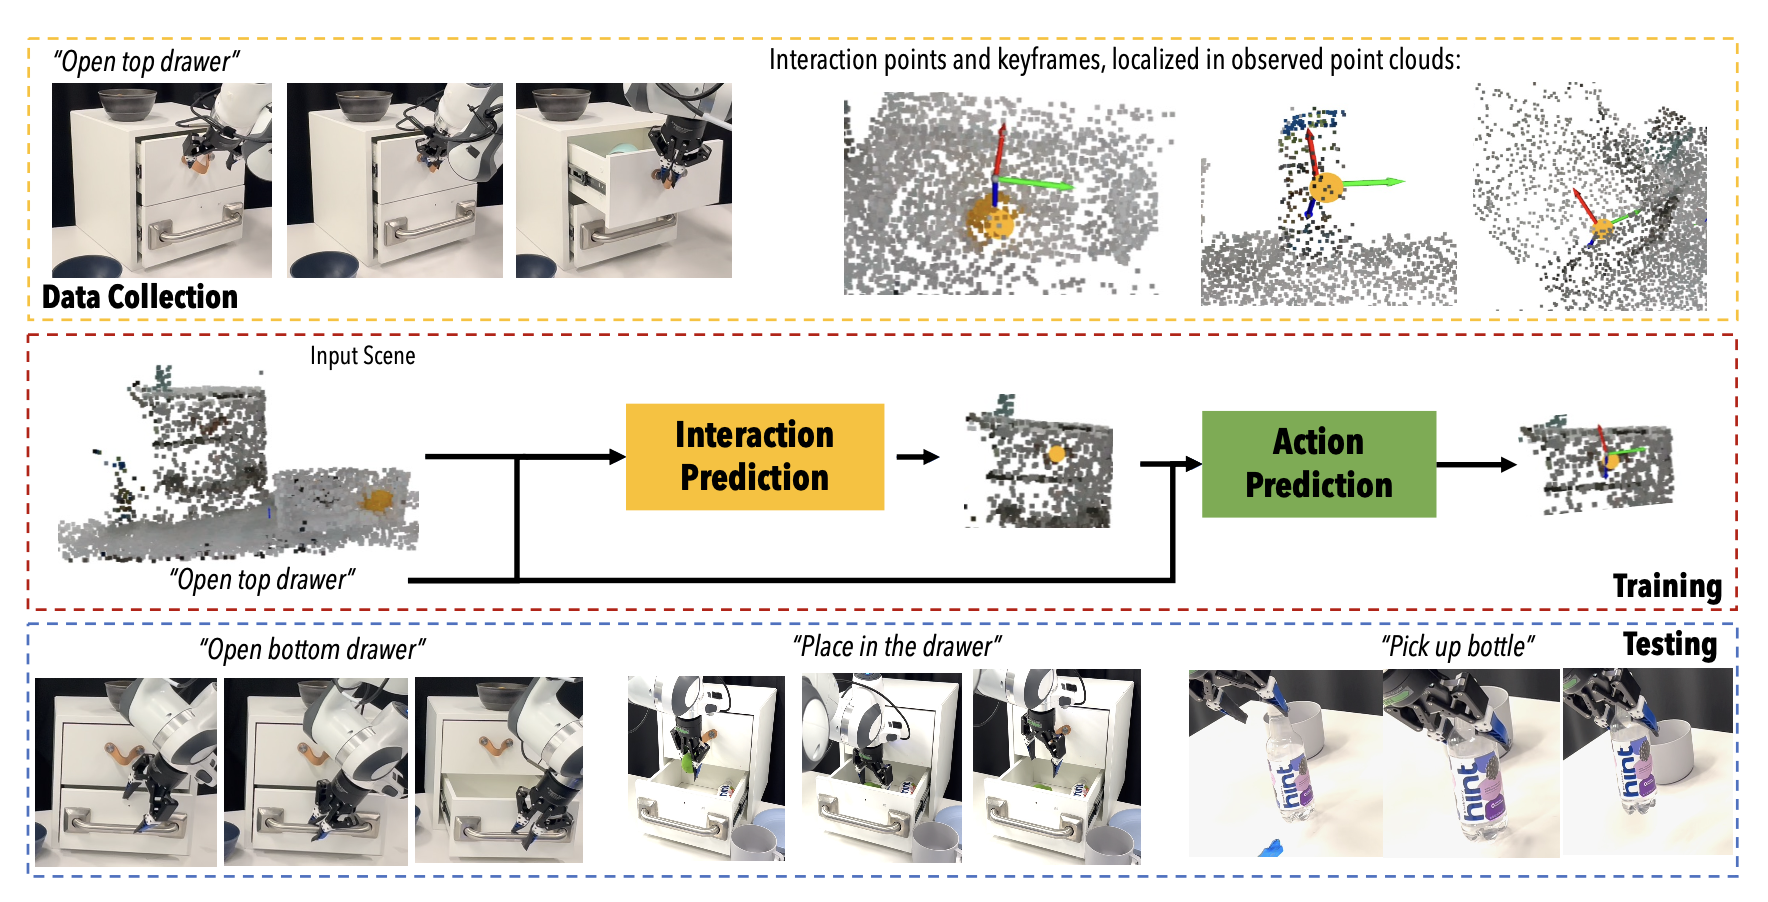 “Open top drawer”
Interaction points and keyframes, localized in observed point clouds:
Data Collection
Input Scene
Interaction
Prediction
Action
Prediction
“Open top drawer”
Training
“Open bottom drawer”
“Place in the drawer”
“Pick up bottle”
Testing
hint
hint
hint